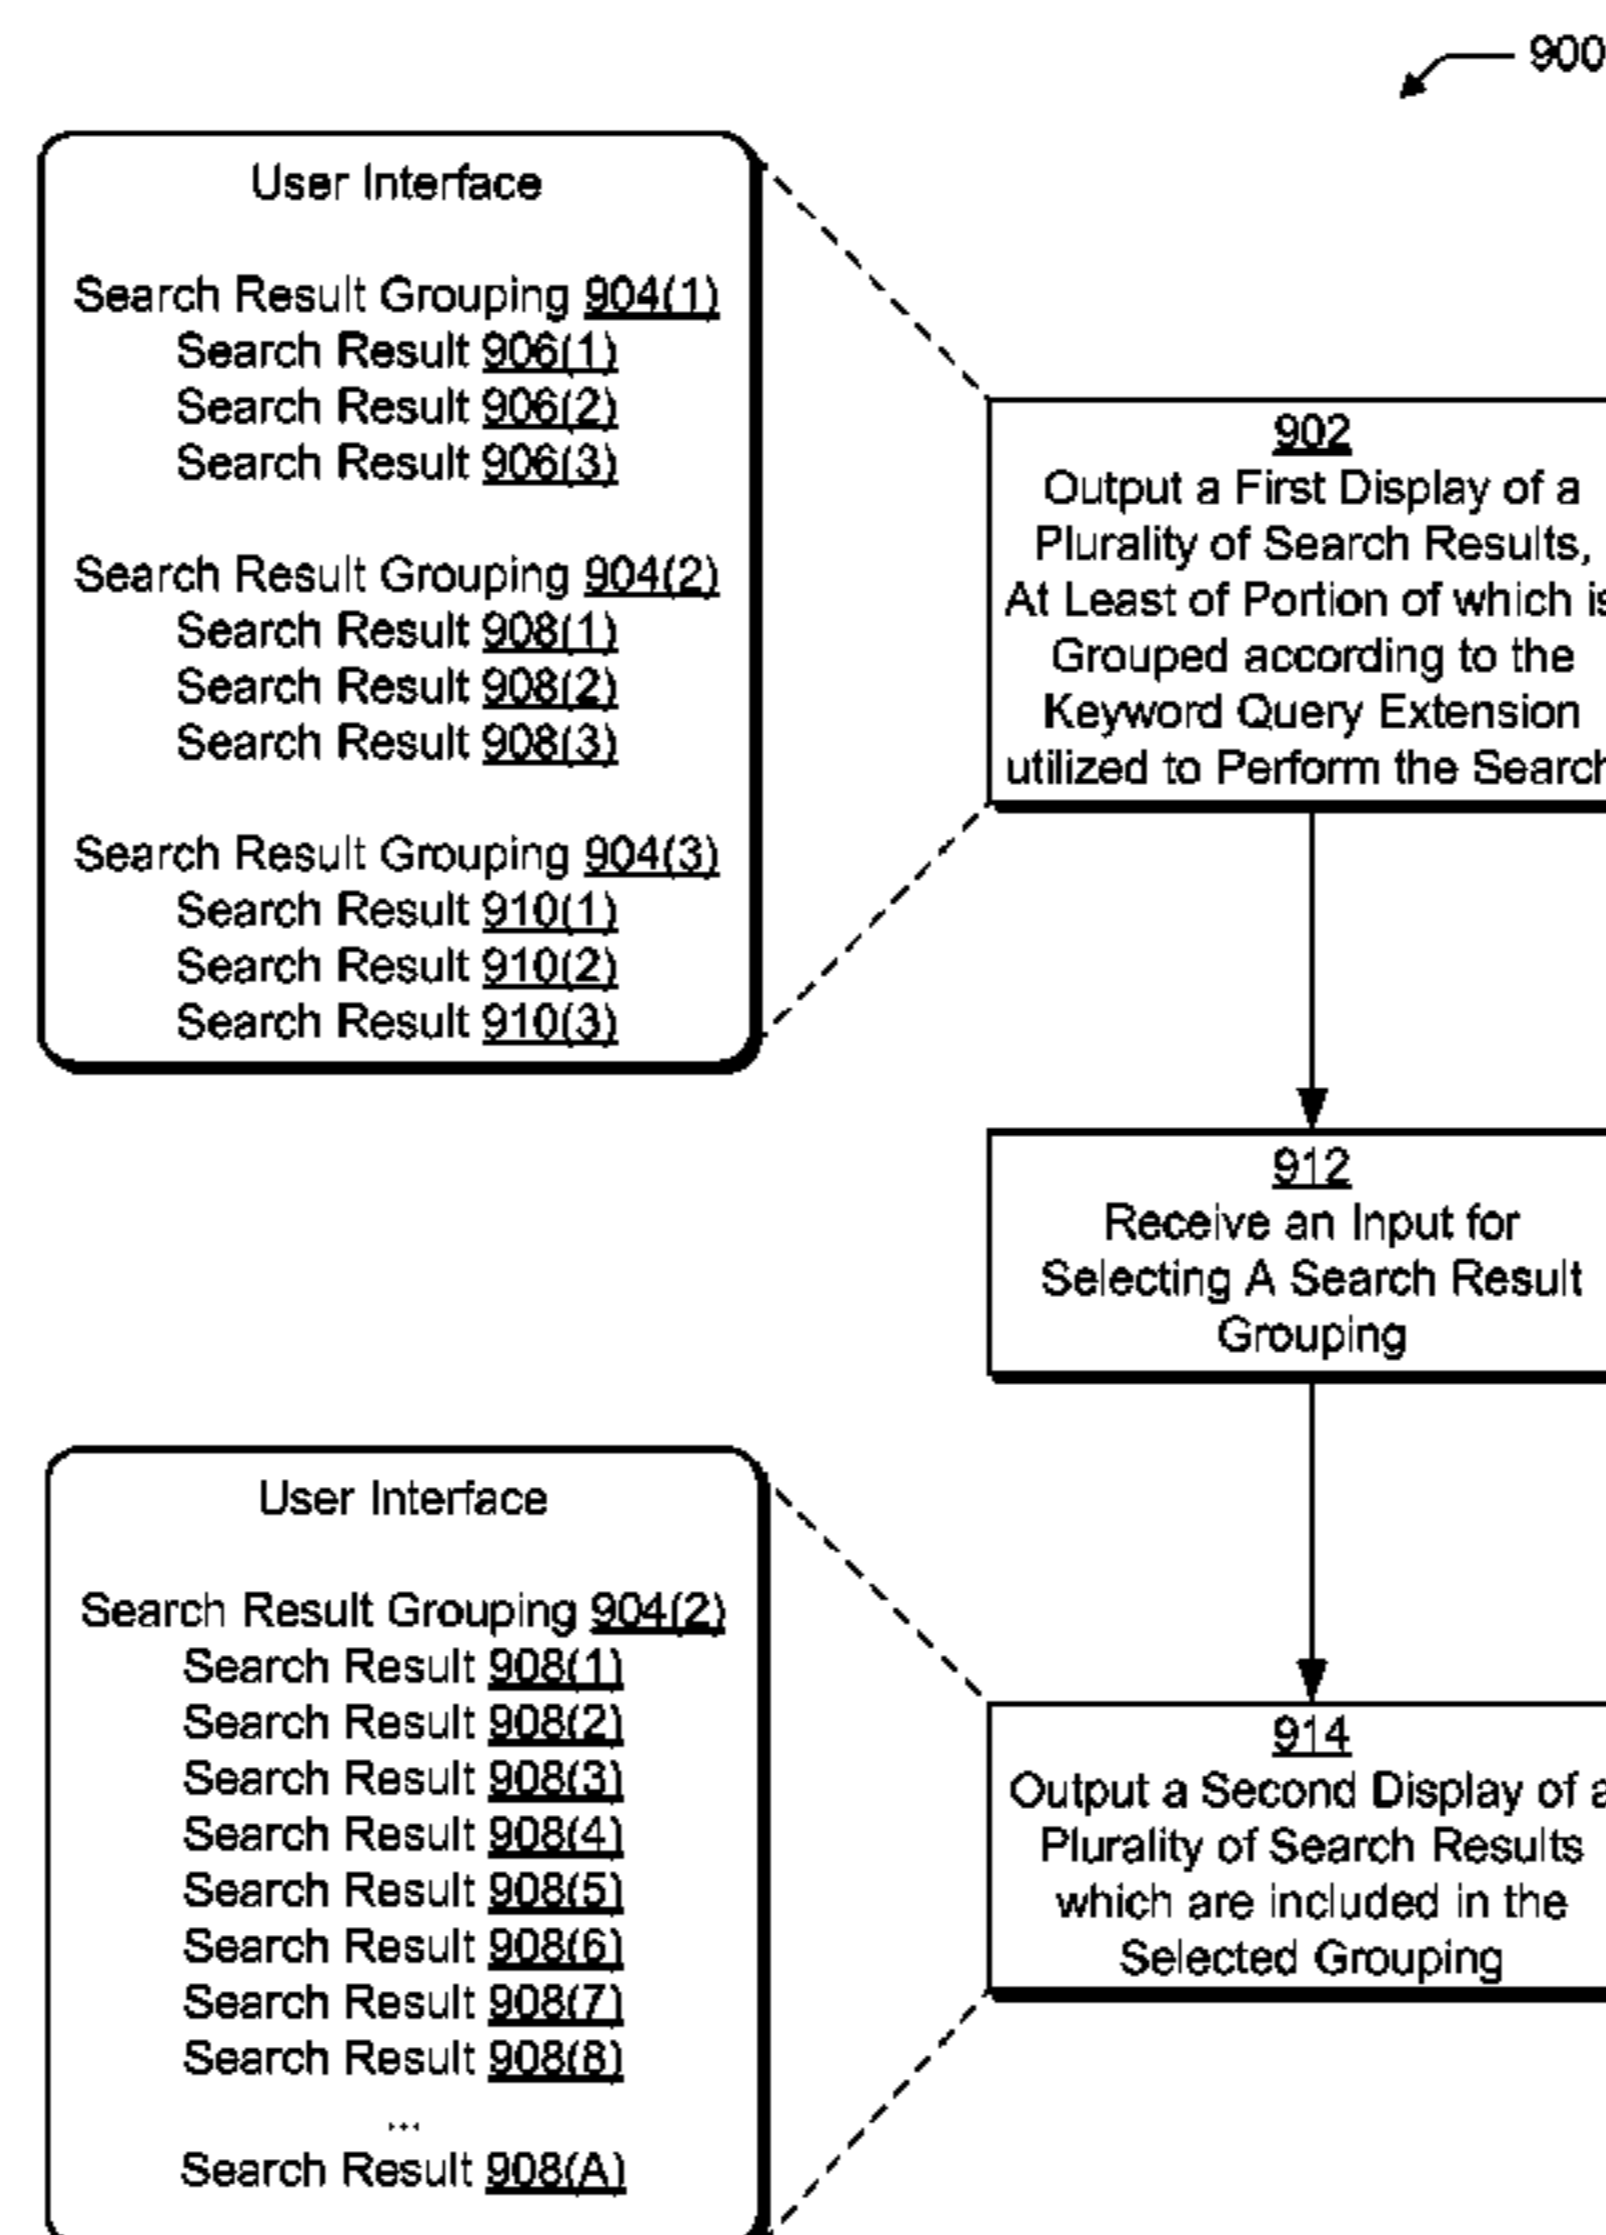 900
User Interface
Search Result Grouping 904(1)
Search Result 906(1)
Search Result 906(2)
Search Result 906(3)
Search Result Grouping 904(2)
Search Result 908(1)
Search Result 908(2)
Search Result 908(3)
Search Result Grouping 904(3)
Search Result 910(1)
Search Result 910(2)
Search Result 910(3)
902
Output a First Display of a
Plurality of Search Results,
At Least of Portion of which is
Grouped according to the
Keyword Query Extension
utilized to Perform the Search
912
Receive an Input for
Selecting A Search Result
Grouping
User Interface
Search Result Grouping 904(2)
Search Result 908(1)
Search Result 908(2)
Search Result 908(3)
Search Result 908(4)
Search Result 908(5)
Search Result 908(6)
Search Result 908(7)
Search Result 908(8)
...
Search Result 908(A)
914
Output a Second Display of a
Plurality of Search Results
which are included in the
Selected Grouping